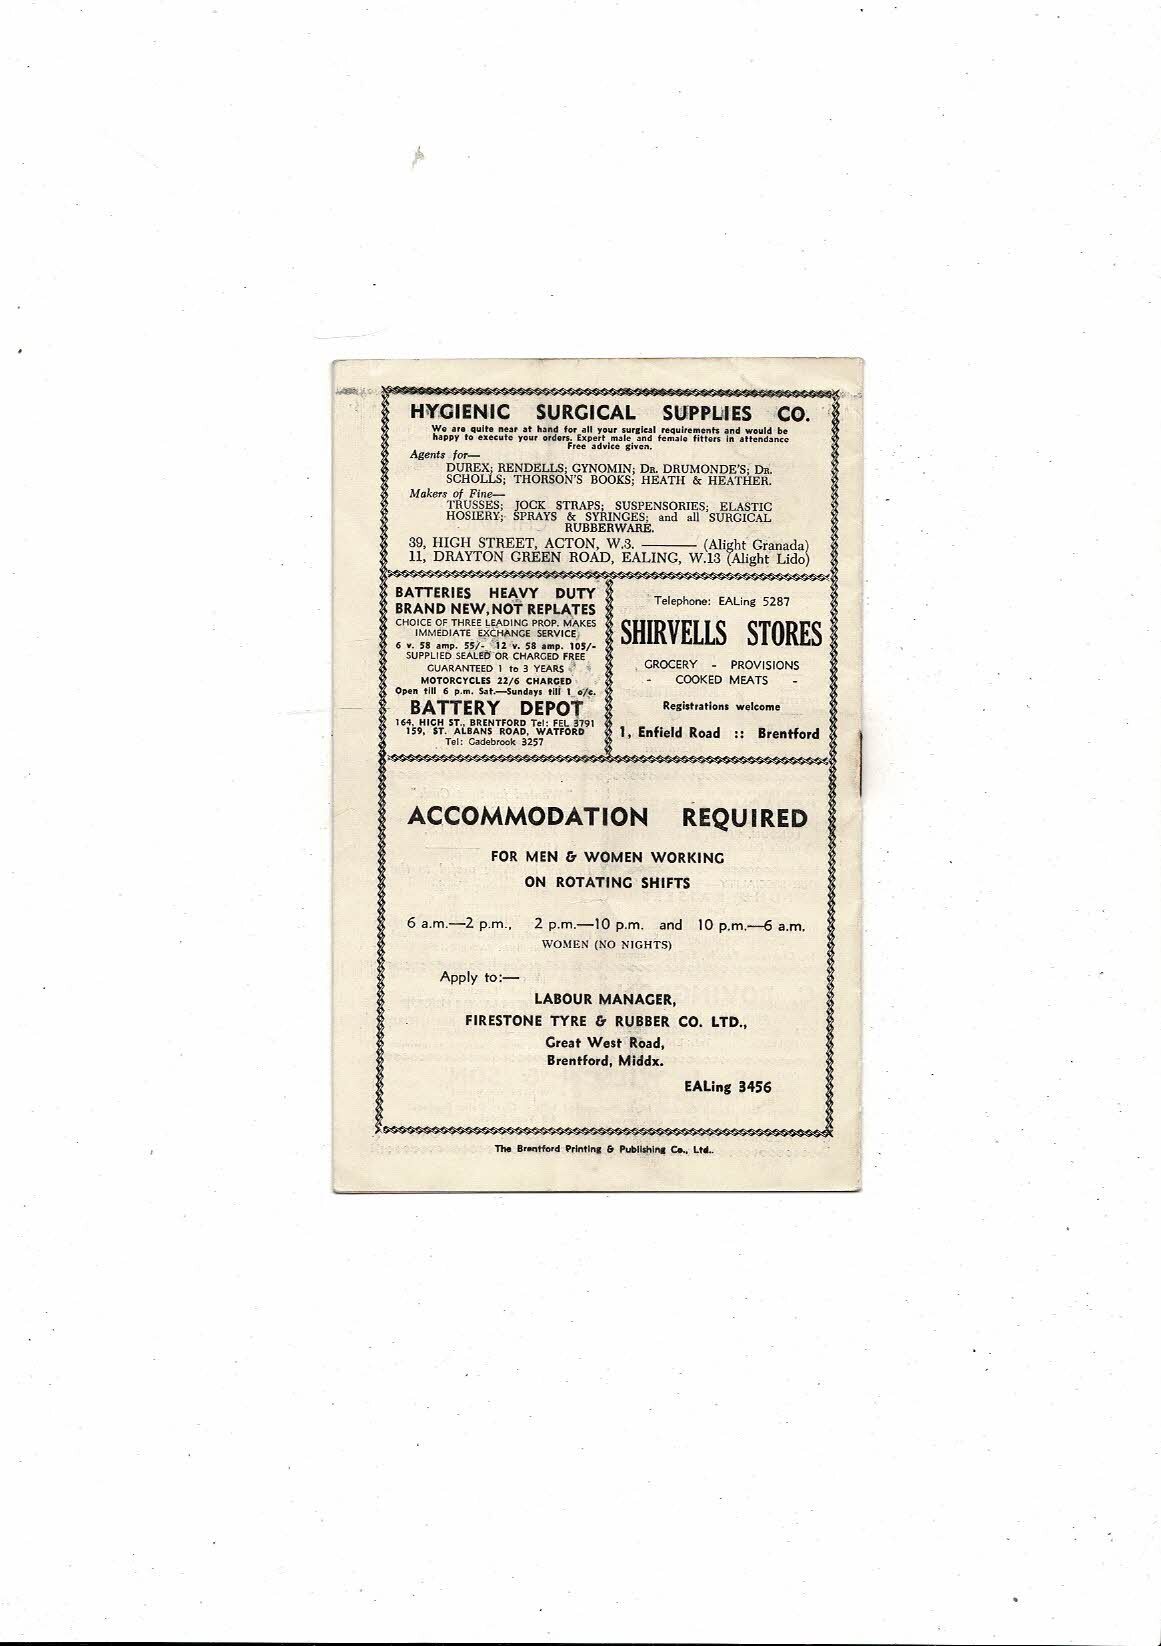 HYGIENIC SURGICAL SUPPLIES CO.
We are quite near at hand for all your surgical requirements and would be
happy to execute your orders. Expert male and female fitters in attendance
Free advice given.
Agents for—
DUREX; RENDELLS; GYNOMIN; DR. DRUMONDE'S; DR.
SCHOLLS; THORSON'S BOOKS; HEATH & HEATHER.
Makers of Fine—
TRUSSES; JOCK STRAPS; SUSPENSORIES; ELASTIC
HOSIERY; SPRAYS & SYRINGES; and all SURGICAL
RUBBERWARE.
39, HIGH STREET, ACTON, W.3. ——— (Alight Granada)
11, DRAYTON GREEN ROAD, EALING, W.13 (Alight Lido)
BATTERIES HEAVY DUTY
BRAND NEW, NOT REPLATES
CHOICE OF THREE LEADING PROP. MAKES
IMMEDIATE EXCHANGE SERVICE
6 v. 58 amp. 55/- 12 v. 58 amp. 105/-
SUPPLIED SEALED OR CHARGED FREE
GUARANTEED 1 to 3 YEARS
MOTORCYCLES 22/6 CHARGED
Open till 6 p.m. Sat.—Sundays till 1 o/c.
BATTERY DEPOT
164, HIGH ST., BRENTFORD Tel: FEL 3791
159, ST. ALBANS ROAD, WATFORD
Tel: Gadebrook 3257
Telephone: EALing 5287
SHIRVELLS STORES
GROCERY - PROVISIONS
- COOKED MEATS -
Registrations welcome
1, Enfield Road :: Brentford
ACCOMMODATION REQUIRED
FOR MEN & WOMEN WORKING
ON ROTATING SHIFTS
6 a.m.—2 p.m., 2 p.m.—10 p.m. and 10 p.m.—6 a.m.
WOMEN (NO NIGHTS)
Apply to:—
LABOUR MANAGER,
FIRESTONE TYRE & RUBBER CO. LTD.,
Great West Road,
Brentford, Middx.
EALing 3456
The Brentford Printing & Publishing Co., Ltd..